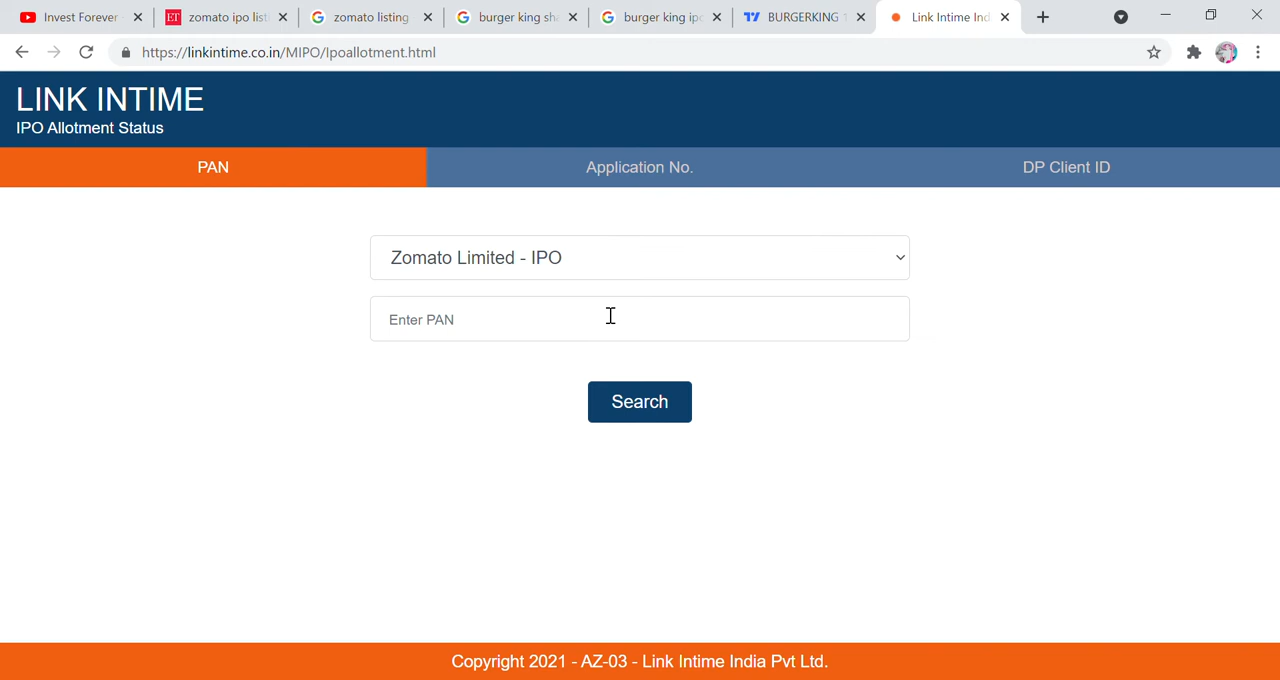 Invest Forever
zomato ipo list
zomato listing
burger king sh
burger king ipo
BURGERKING 1
Link Intime Ind
https://linkintime.co.in/MIPO/Ipoallotment.html
LINK INTIME
IPO Allotment Status
PAN
Application No.
DP Client ID
Zomato Limited - IPO
Enter PAN
Search
Copyright 2021 - AZ-03 - Link Intime India Pvt Ltd.